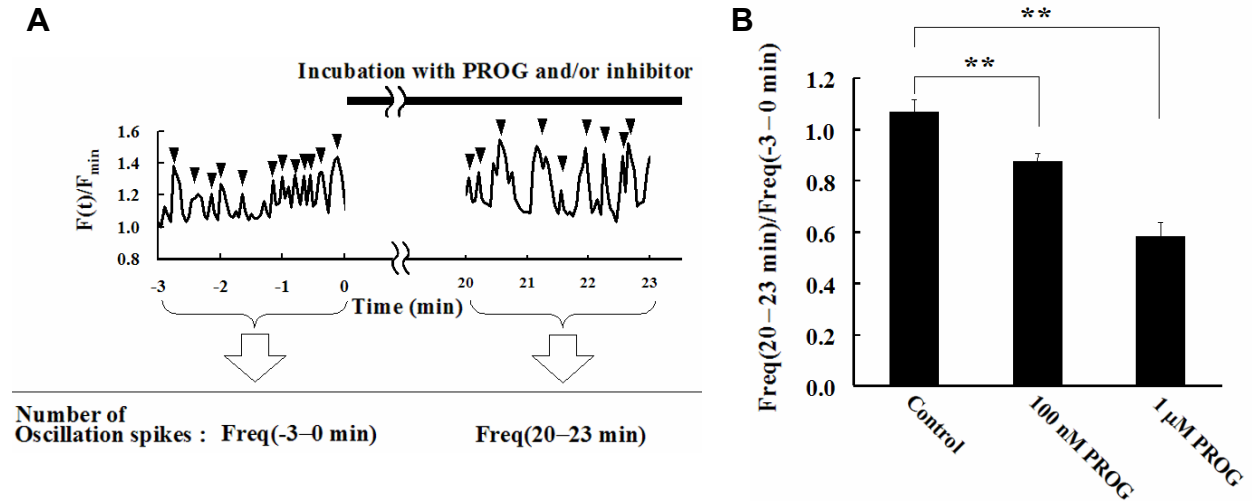 A
Incubation with PROG and/or inhibitor
F(t)/Fmin
1.6
1.4
1.2
1.0
0.8
-3 -2 -1 0 20 21 22 23
Time (min)
Number of
Oscillation spikes : Freq(-3–0 min) Freq(20–23 min)
B
**
**
Freq(20–23 min)/Freq(-3–0 min)
1.2
1.0
0.8
0.6
0.4
0.2
0.0
Control
100 nM PROG
1 μM PROG